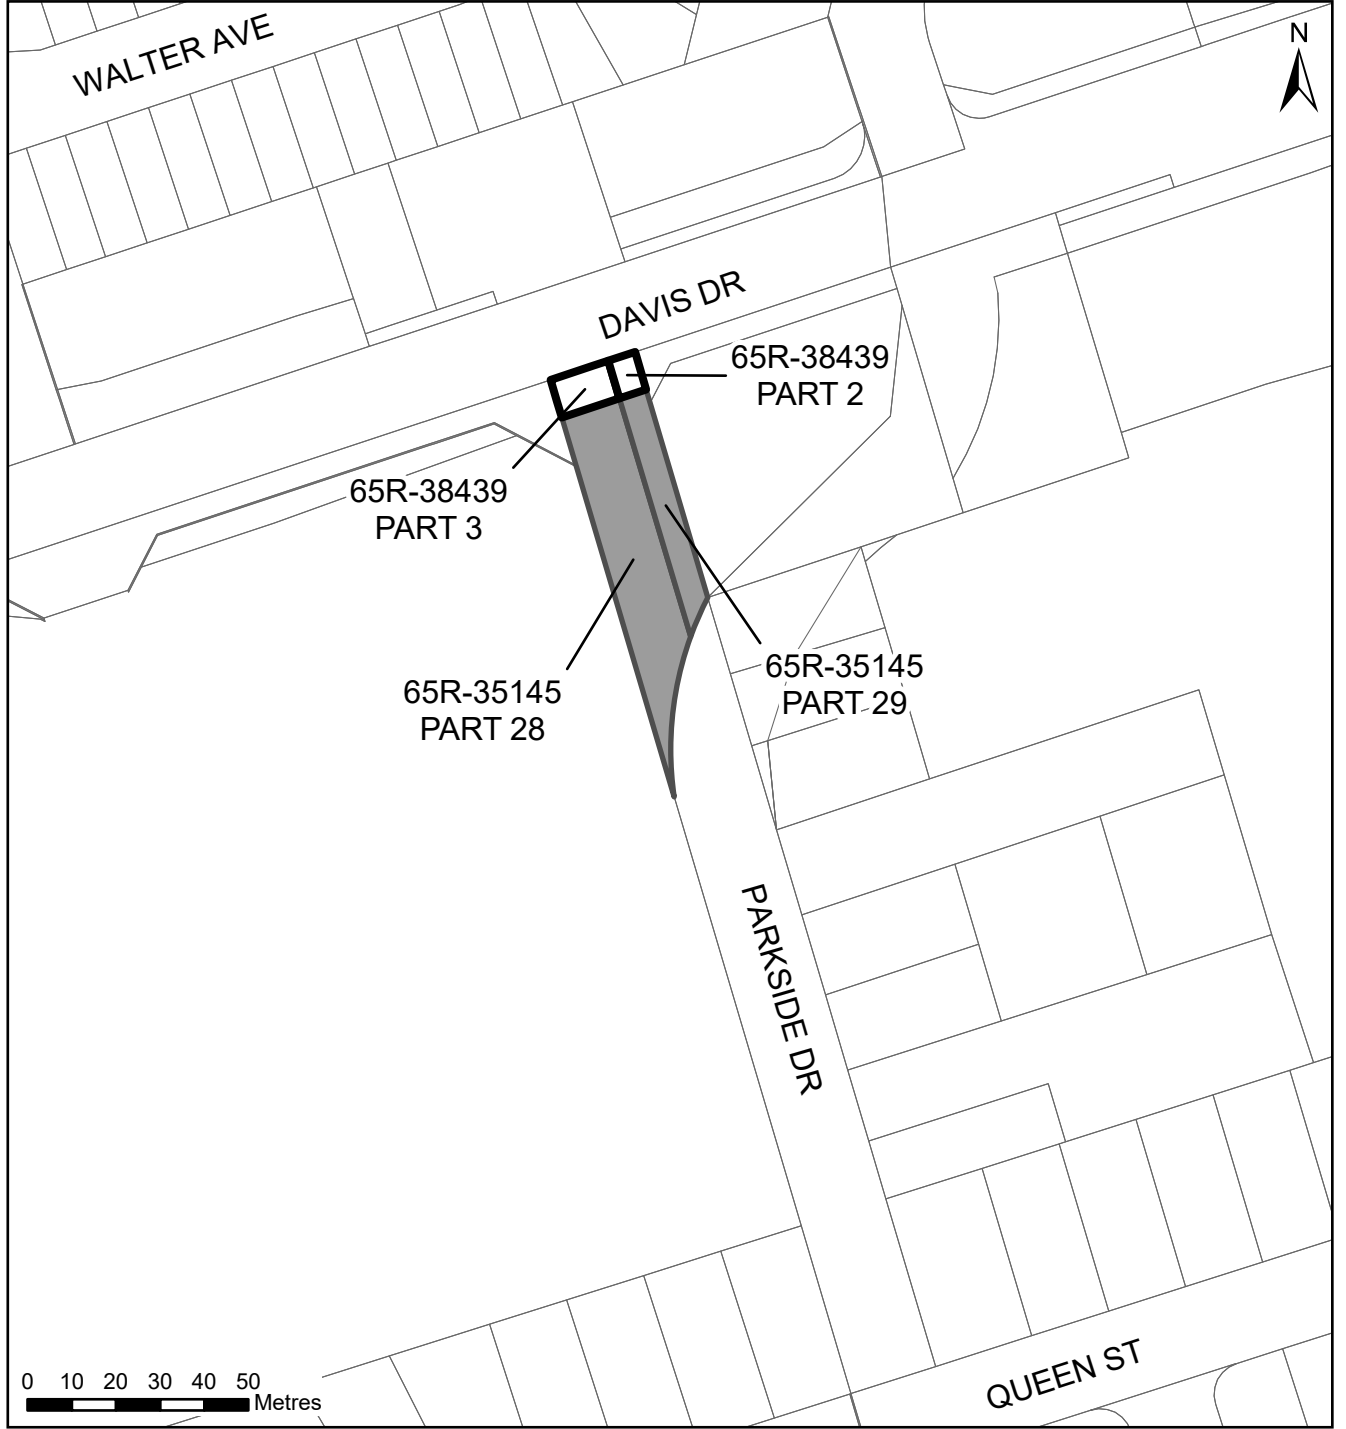 WALTER AVE
N
DAVIS DR
65R-38439
PART 2
65R-38439
PART 3
65R-35145
PART 29
65R-35145
PART 28
PARKSIDE DR
QUEEN ST
0 10 20 30 40 50
Metres